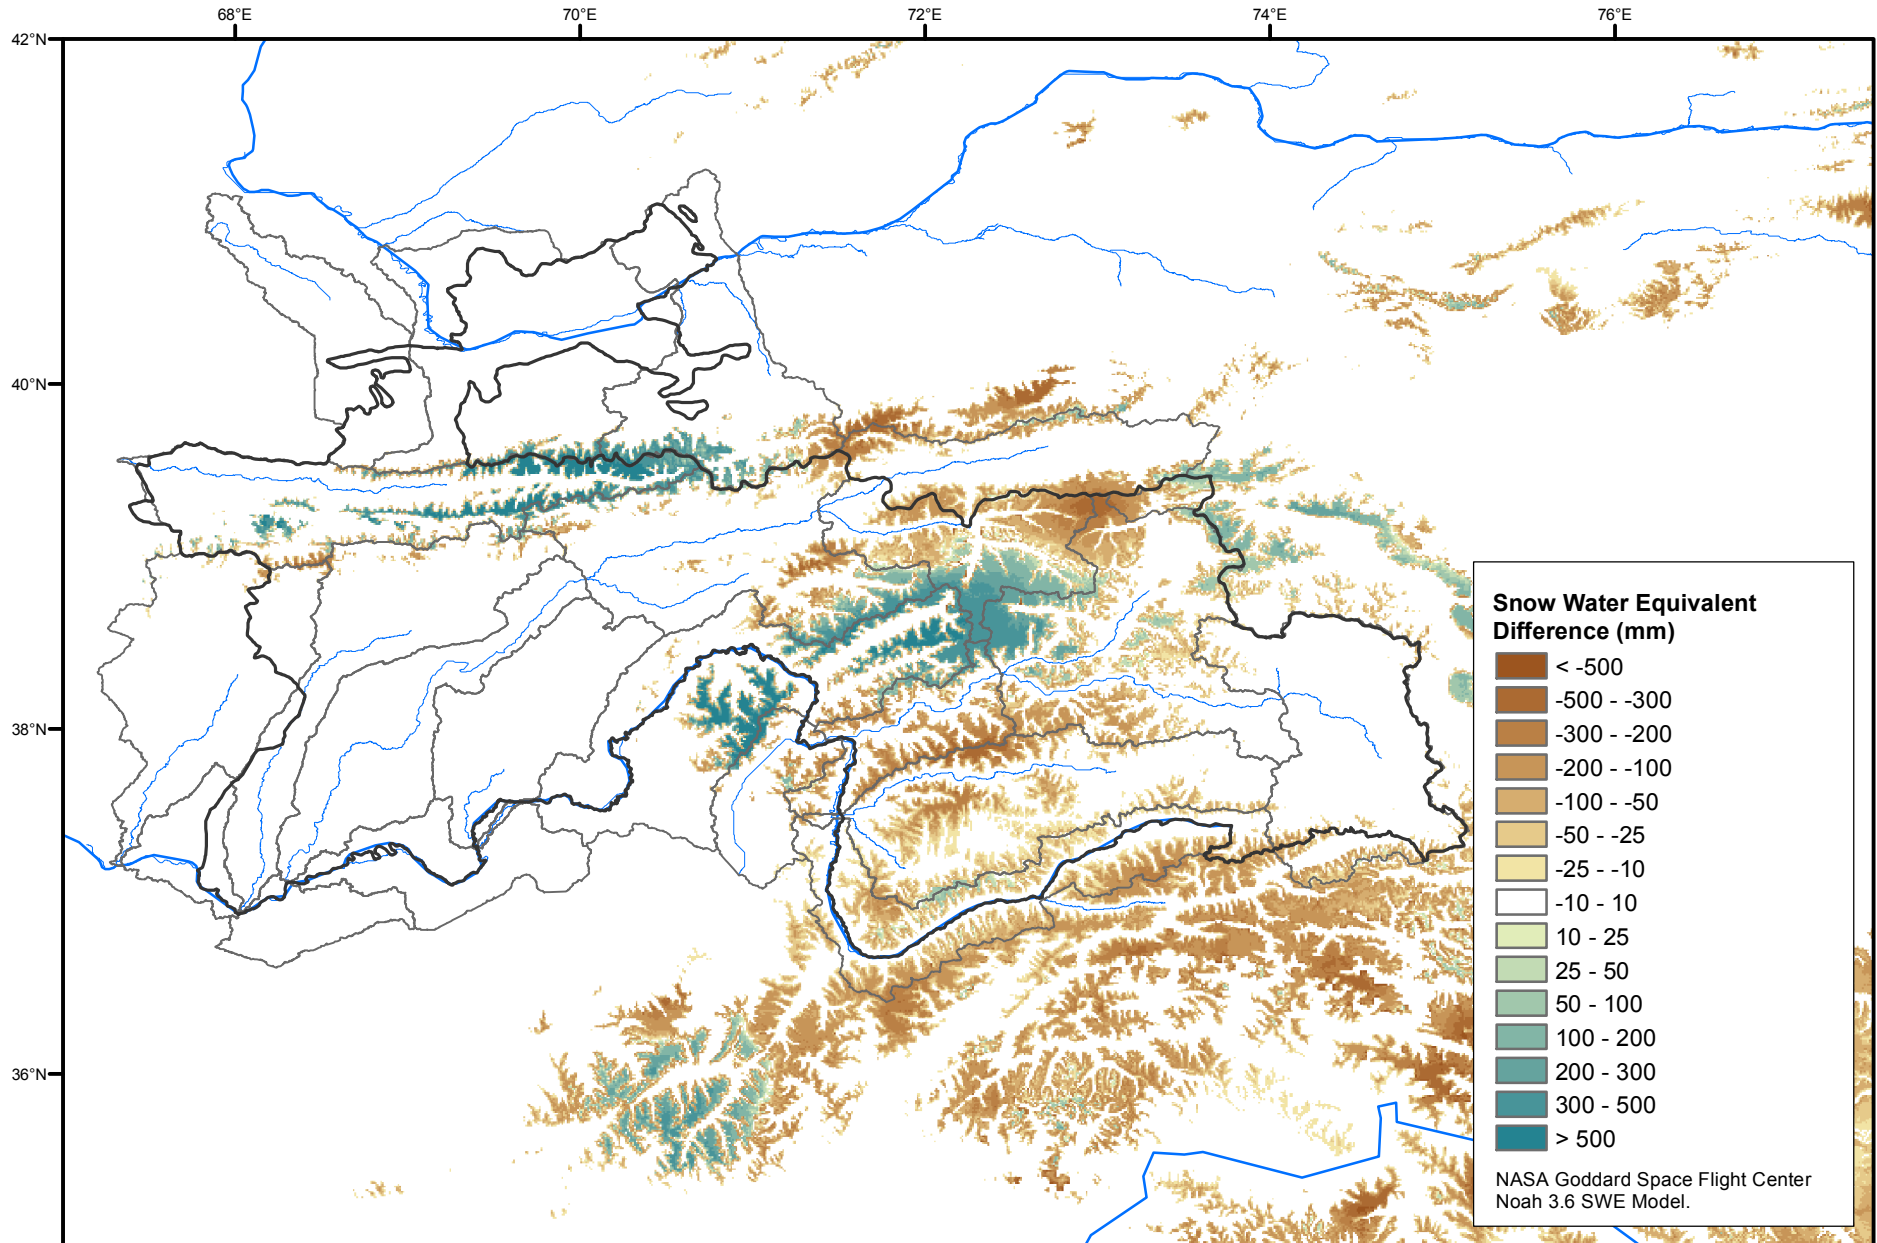 68°E
70°E
72°E
74°E
76°E
42°N
40°N
38°N
36°N
Snow Water Equivalent
Difference (mm)
< -500
-500 - -300
-300 - -200
-200 - -100
-100 - -50
-50 - -25
-25 - -10
-10 - 10
10 - 25
25 - 50
50 - 100
100 - 200
200 - 300
300 - 500
> 500
NASA Goddard Space Flight Center
Noah 3.6 SWE Model.